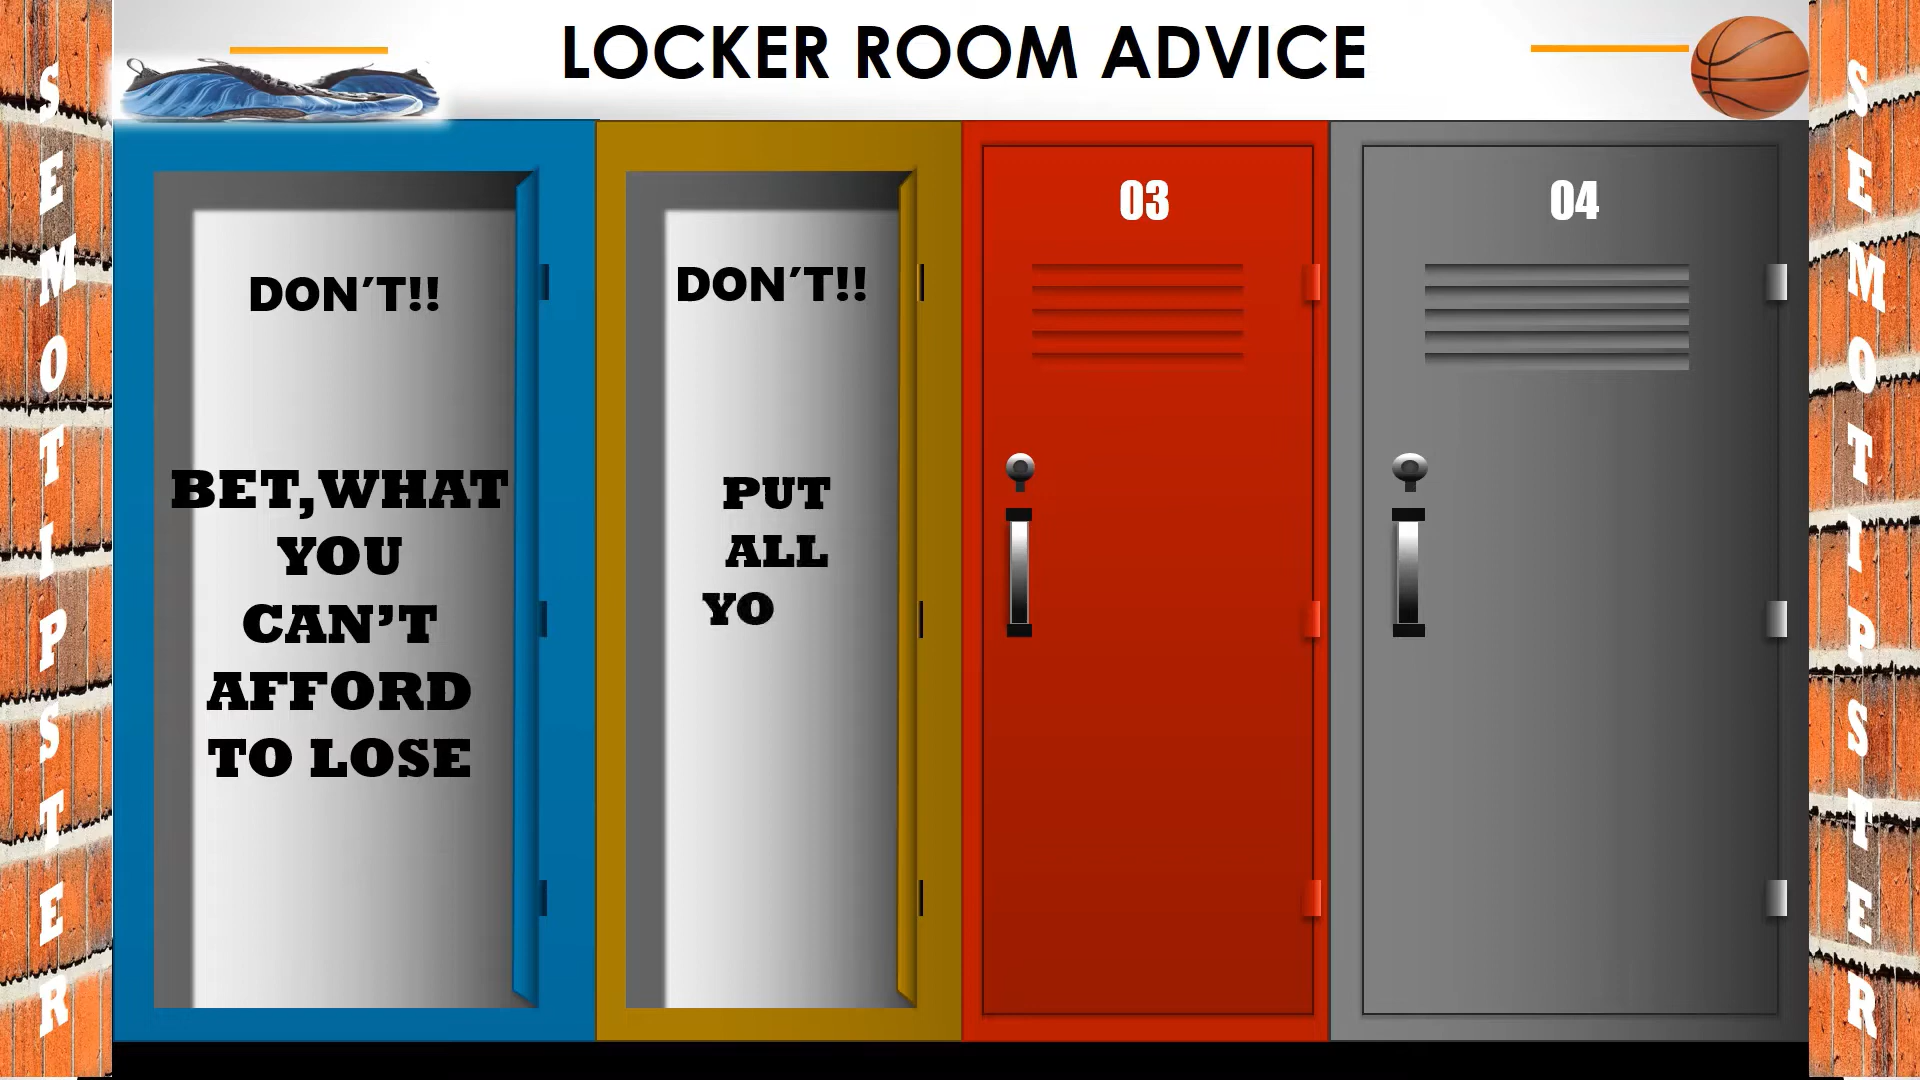 LOCKER ROOM ADVICE
SEMOTIPSTER
DON'T!!
BET,WHAT
YOU
CAN'T
AFFORD
TO LOSE
DON'T!!
PUT
ALL
YO
03
04
SEMOTIPSTER